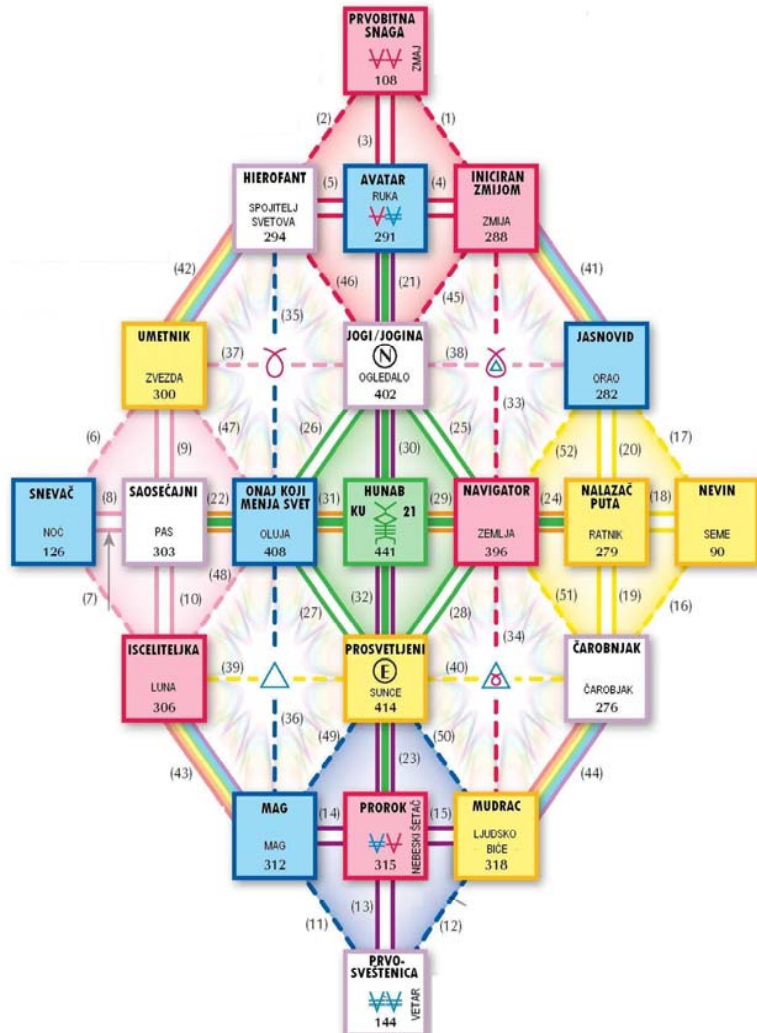 PRVOBITNA
SNAGA
ZMAJ
108
(2)
(1)
(3)
HIEROFANT
SPOJITELJ
SVETOVA
294
(5)
AVATAR
RUKA
291
(4)
INICIRAN
ZMIJOM
ZMIJA
288
(42)
(46)
(21)
(45)
(41)
(35)
UMETNIK
ZVEZDA
300
(37)
JOGI/JOGINA
N
OGLEDALO
402
(38)
JASNOVID
ORAO
282
(33)
(6)
(9)
(47)
(26)
(30)
(25)
(52)
(20)
(17)
SNEVAČ
NOĆ
126
(8)
SAOSEĆAJNI
PAS
303
(22)
ONAJ KOJI
MENJA SVET
OLUJA
408
(31)
HUNAB
KU 21
441
(29)
NAVIGATOR
ZEMLJA
396
(24)
NALAZAČ
PUTA
RATNIK
279
(18)
NEVIN
SEME
90
(7)
(10)
(48)
(27)
(32)
(28)
(51)
(19)
(16)
(34)
ISCELITELJKA
LUNA
306
(39)
PROSVETLJENI
E
SUNCE
414
(40)
ČAROBNJAK
ČAROBJAK
276
(36)
(43)
(49)
(23)
(50)
(44)
MAG
MAG
312
(14)
PROROK
NEBESKI ŠETAČ
315
(15)
MUDRAC
LJUDSKO
BIĆE
318
(11)
(13)
(12)
PRVO-
SVEŠTENICA
VETAR
144